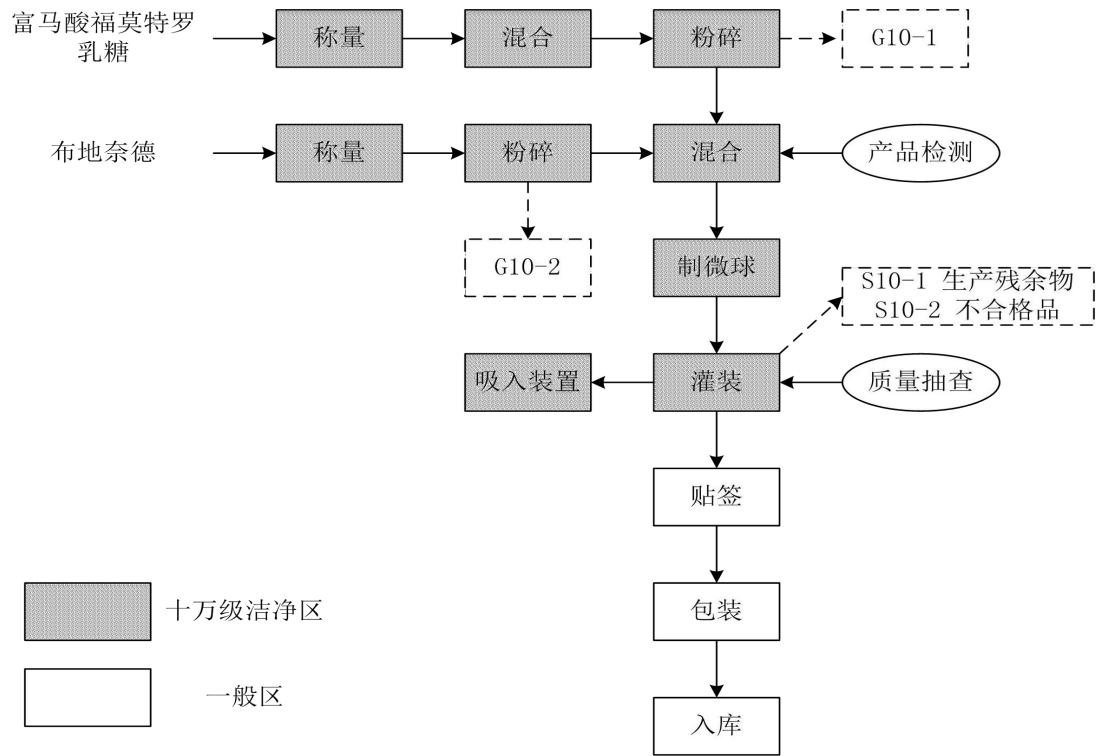 富马酸福莫特罗
乳糖
称量
混合
粉碎
G10-1
布地奈德
称量
粉碎
混合
产品检测
G10-2
制微球
S10-1 生产残余物
S10-2 不合格品
吸入装置
灌装
质量抽查
贴签
十万级洁净区
包装
一般区
入库